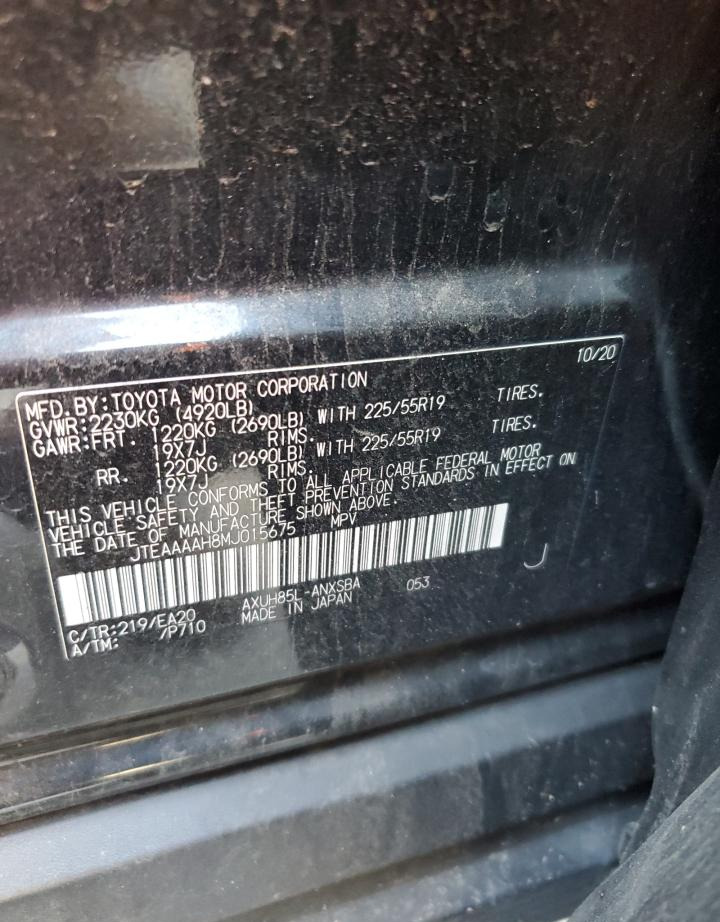 10/20
MFD.BY:TOYOTA MOTOR CORPORATION
GVWR:2230KG (4920LB)
GAWR:FRT. 1220KG (2690LB) WITH 225/55R19 TIRES.
19X7J RIMS.
RR. 1220KG (2690LB) WITH 225/55R19 TIRES.
19X7J RIMS.
THIS VEHICLE CONFORMS TO ALL APPLICABLE FEDERAL MOTOR
VEHICLE SAFETY AND THEFT PREVENTION STANDARDS IN EFFECT ON
THE DATE OF MANUFACTURE SHOWN ABOVE.
JTEAAAAH8MJ015675 MPV
C/TR:219/EA20 AXUH85L-ANXSBA 053
A/TM: /P710 MADE IN JAPAN
J